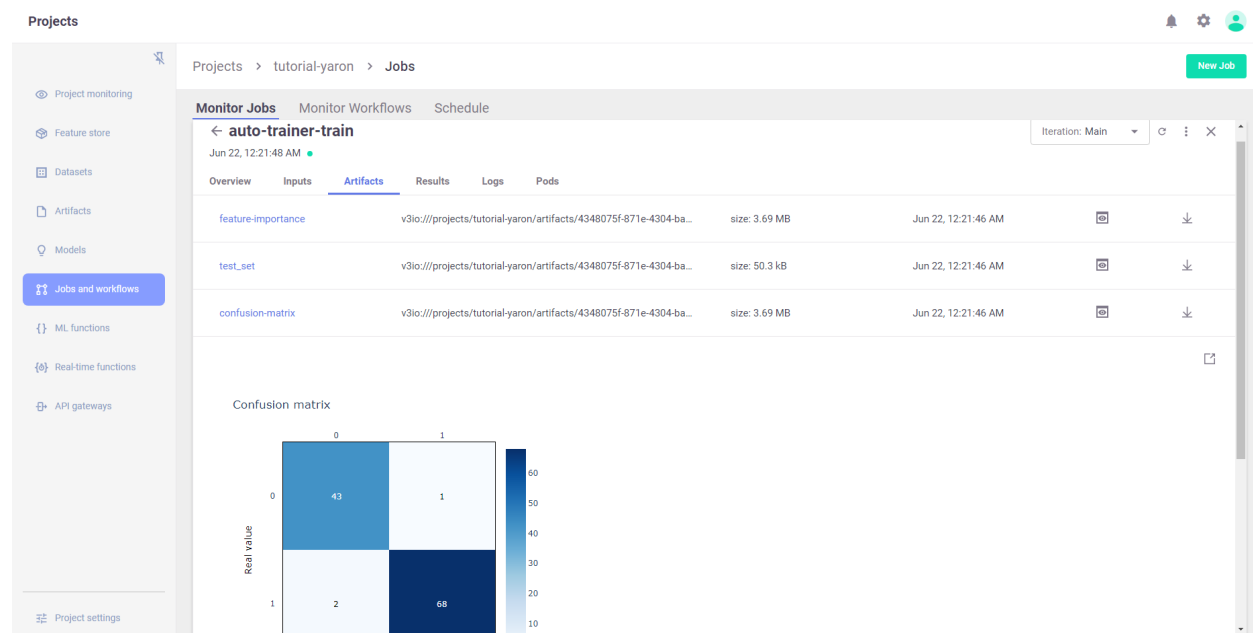 Projects
Projects > tutorial-yaron > Jobs
New Job
Project monitoring
Feature store
Datasets
Artifacts
Models
Jobs and workflows
ML functions
Real-time functions
API gateways
Project settings
Monitor Jobs Monitor Workflows Schedule
auto-trainer-train
Iteration: Main
Jun 22, 12:21:48 AM
Overview Inputs Artifacts Results Logs Pods
feature-importance v3io:///projects/tutorial-yaron/artifacts/4348075f-871e-4304-ba... size: 3.69 MB Jun 22, 12:21:46 AM
test_set v3io:///projects/tutorial-yaron/artifacts/4348075f-871e-4304-ba... size: 50.3 kB Jun 22, 12:21:46 AM
confusion-matrix v3io:///projects/tutorial-yaron/artifacts/4348075f-871e-4304-ba... size: 3.69 MB Jun 22, 12:21:46 AM
Confusion matrix
0 1
0 43 1
1 2 68
Real value
60
50
40
30
20
10